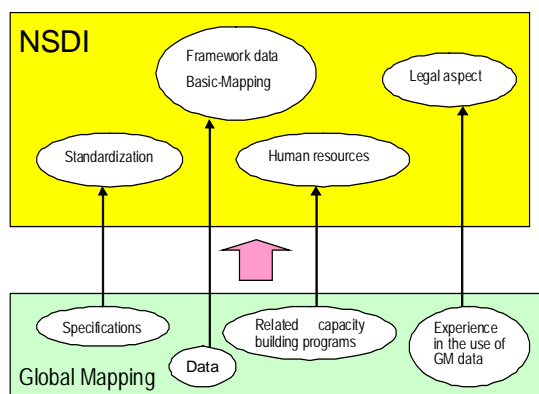 NSDI
Framework data
Basic-Mapping
Legal aspect
Standardization
Human resources
Specifications
Related capacity
building programs
Experience
in the use of
GM data
Data
Global Mapping